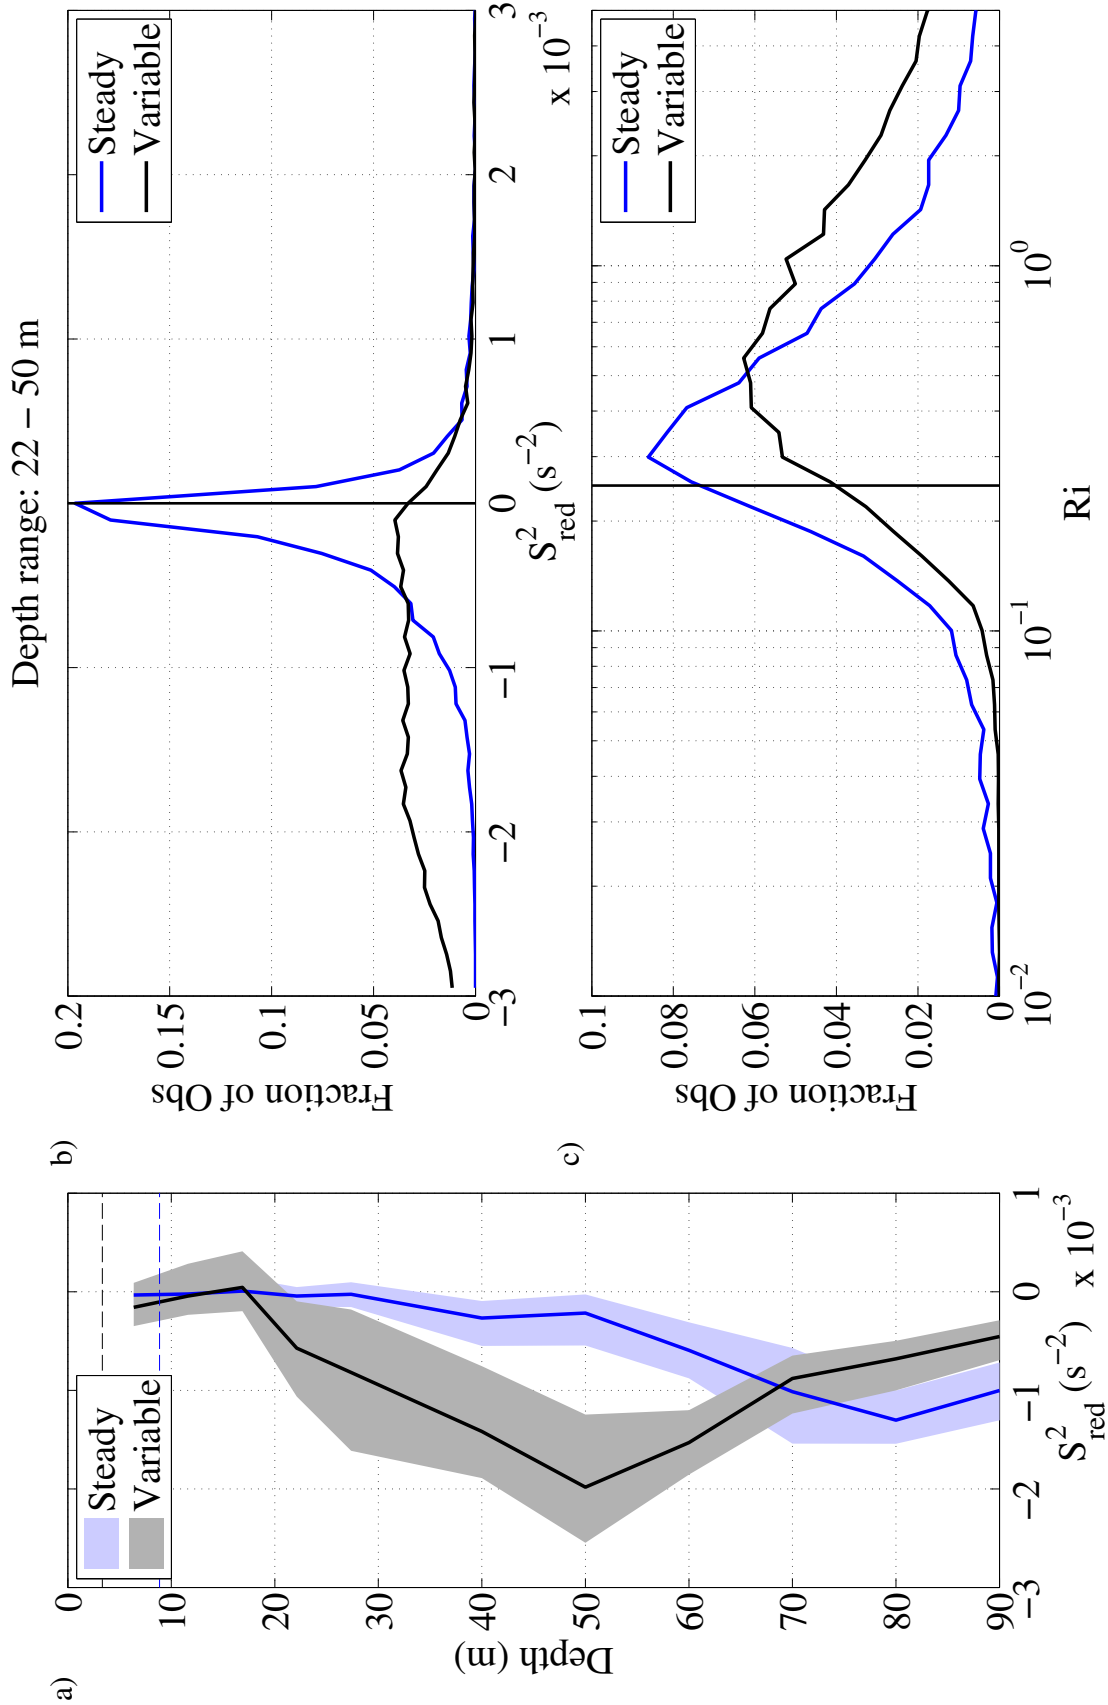 a)
0
10
20
30
40
50
60
70
80
90
Depth (m)
Steady
Variable
−3
−2
−1
0
1
x 10−3
S2red (s−2)
b)
Depth range: 22 − 50 m
0.2
0.15
0.1
0.05
0
Fraction of Obs
Steady
Variable
−3
−2
−1
0
1
2
3
x 10−3
S2red (s−2)
c)
0.1
0.08
0.06
0.04
0.02
0
Fraction of Obs
Steady
Variable
10−2
10−1
100
Ri